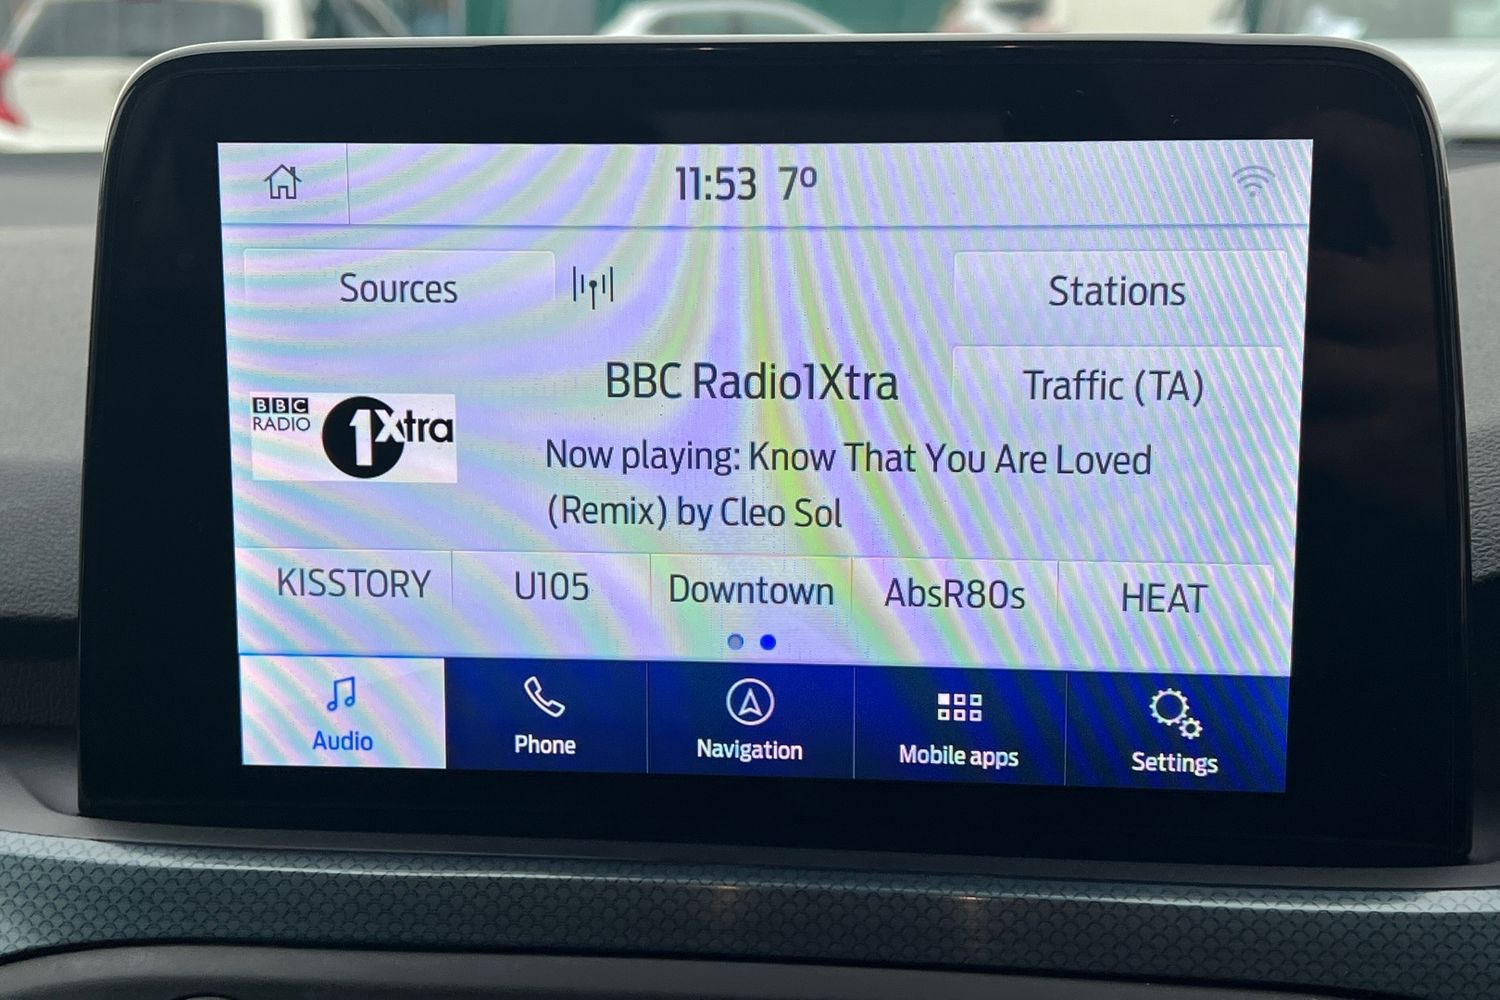 11:53 7º
Sources
Stations
BBC Radio1Xtra
Traffic (TA)
BBC
RADIO
1Xtra
Now playing: Know That You Are Loved
(Remix) by Cleo Sol
KISSTORY
U105
Downtown
AbsR80s
HEAT
Audio
Phone
Navigation
Mobile apps
Settings